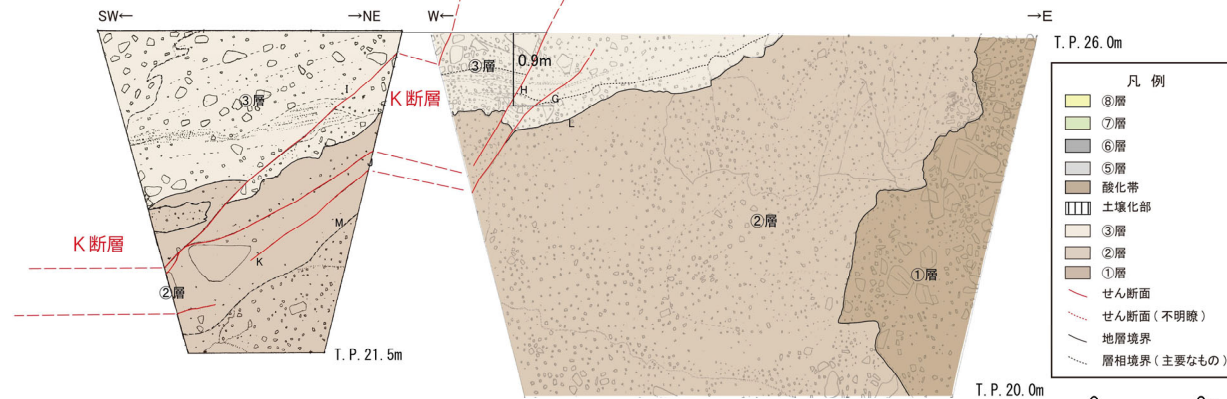 SW← →NE W← →E
T.P.26.0m
③層 0.9m
凡 例
I K断層 H
③層 G
L
⑧層
⑦層
⑥層
⑤層
酸化帯
土壌化部
③層
②層
①層
せん断面
せん断面(不明瞭)
地層境界
層相境界(主要なもの)
J
M
K断層
K
②層
②層
①層
T.P.21.5m
T.P.20.0m